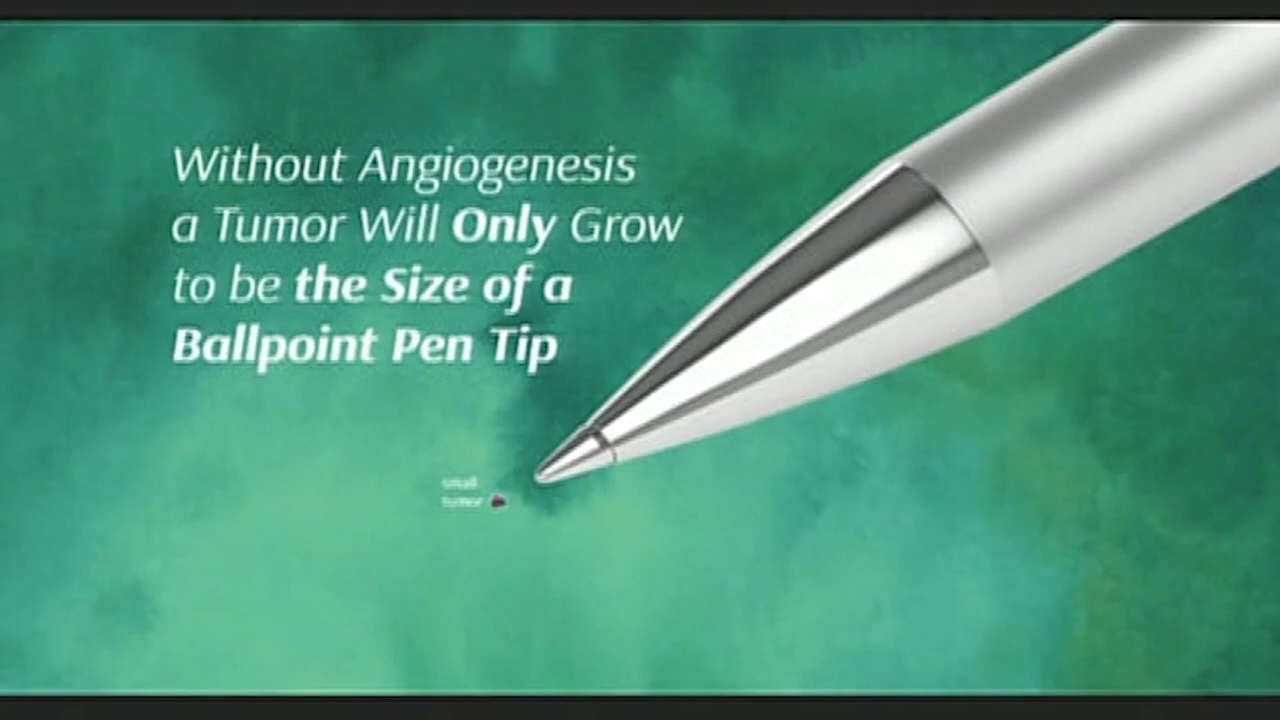 Without Angiogenesis
a Tumor Will Only Grow
to be the Size of a
Ballpoint Pen Tip
small
tumor